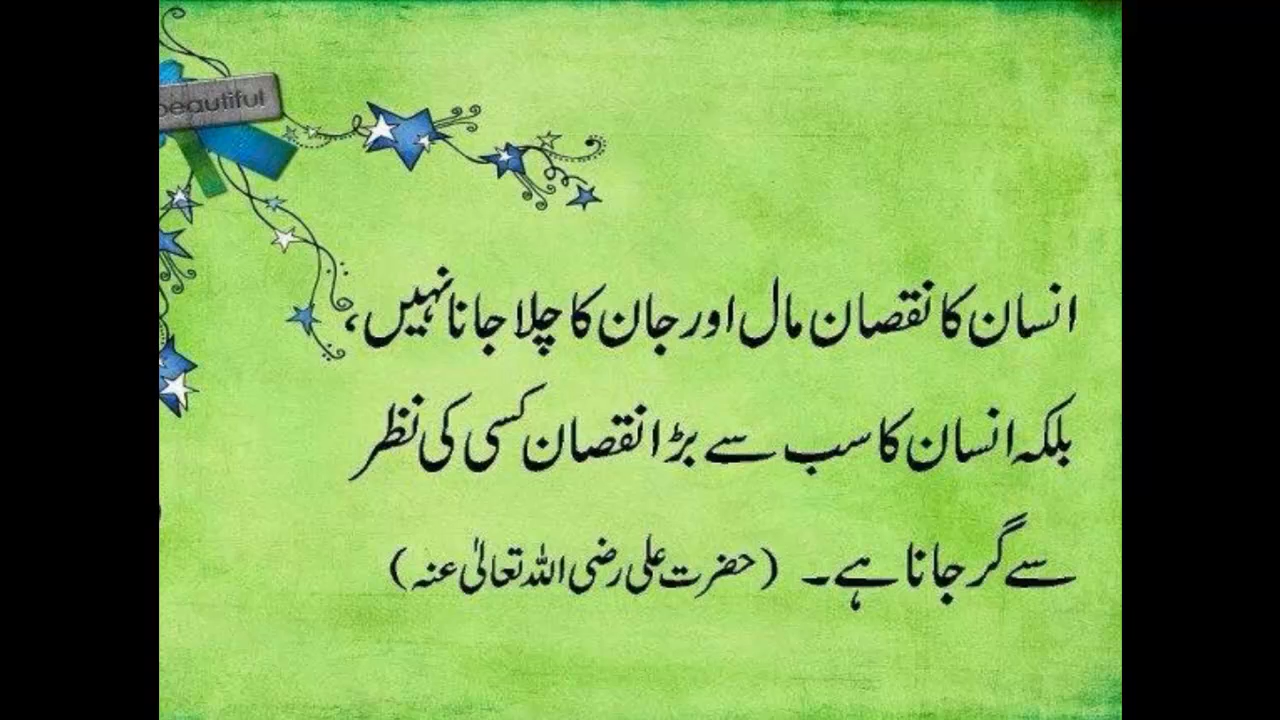 beautiful
انسان کا نقصان مال اور جان کا چلا جانا نہیں،
بلکہ انسان کا سب سے بڑا نقصان کسی کی نظر
سے گر جانا ہے۔ (حضرت علی رضی اللہ تعالیٰ عنہ)